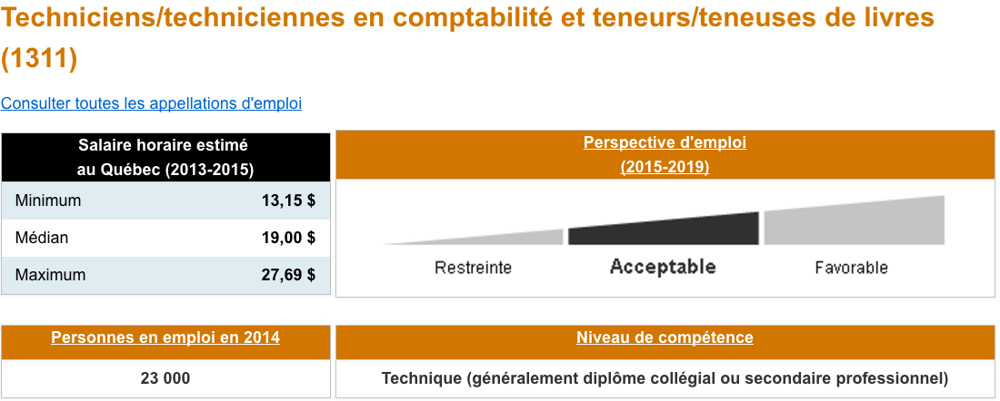 Techniciens/techniciennes en comptabilité et teneurs/teneuses de livres
(1311)
Consulter toutes les appellations d'emploi
Salaire horaire estimé
au Québec (2013-2015)
Minimum 13,15 $
Médian 19,00 $
Maximum 27,69 $
Perspective d'emploi
(2015-2019)
Restreinte Acceptable Favorable
Personnes en emploi en 2014
23 000
Niveau de compétence
Technique (généralement diplôme collégial ou secondaire professionnel)